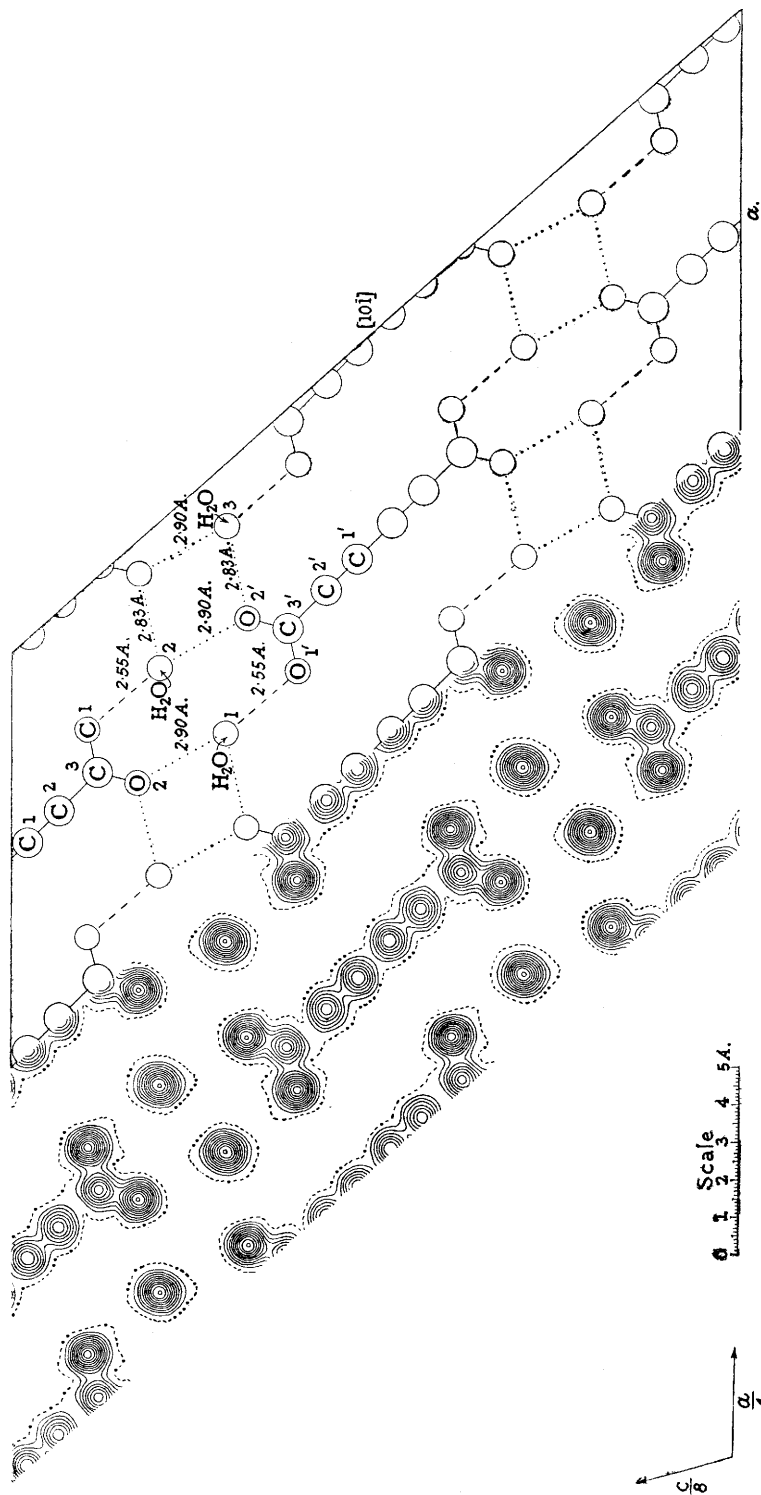 [10ī]
H₂O
3
2·90 A.
2·83 A.
2·83 A.
2·55 A.
2·90 A.
2·55 A.
H₂O
2
2·90 A.
H₂O
1
C 1
C 2
C 3
C 1
O 2
O 2'
C 3'
O 1'
C 2'
C 1'
a.
Scale
0 1 2 3 4 5 A.
a
c
8